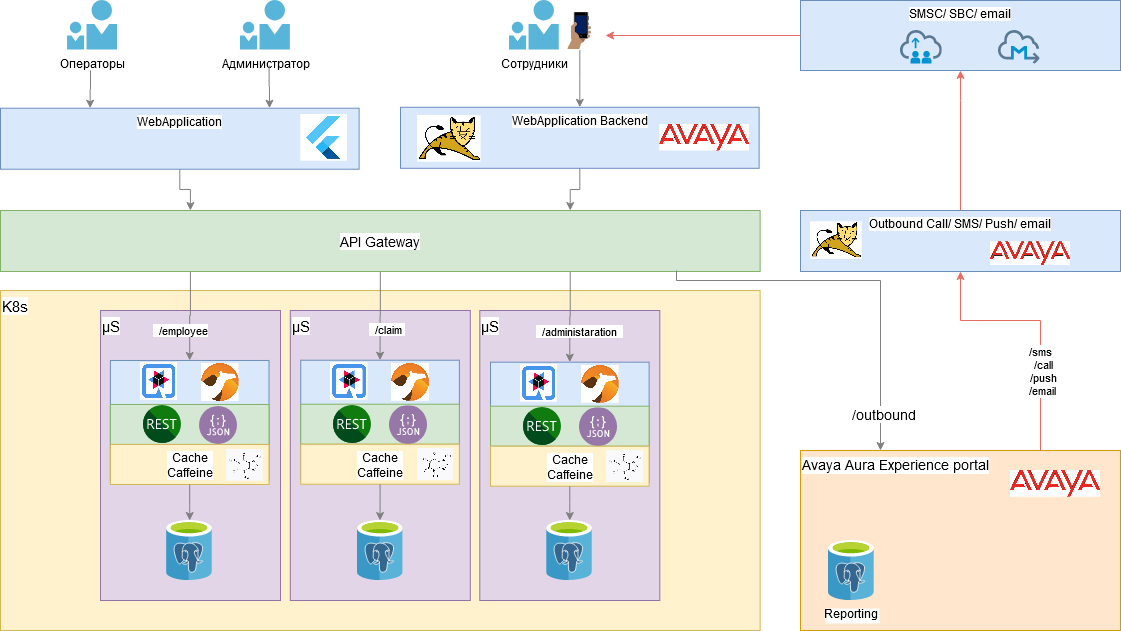 Операторы
Администратор
Сотрудники
SMSC/ SBC/ email
WebApplication
WebApplication Backend
AVAYA
API Gateway
Outbound Call/ SMS/ Push/ email
AVAYA
K8s
µS
/employee
REST
{;}
JSON
Cache
Caffeine
µS
/claim
REST
{;}
JSON
Cache
Caffeine
µS
/administaration
REST
{;}
JSON
Cache
Caffeine
/outbound
/sms
/call
/push
/email
Avaya Aura Experience portal
AVAYA
Reporting